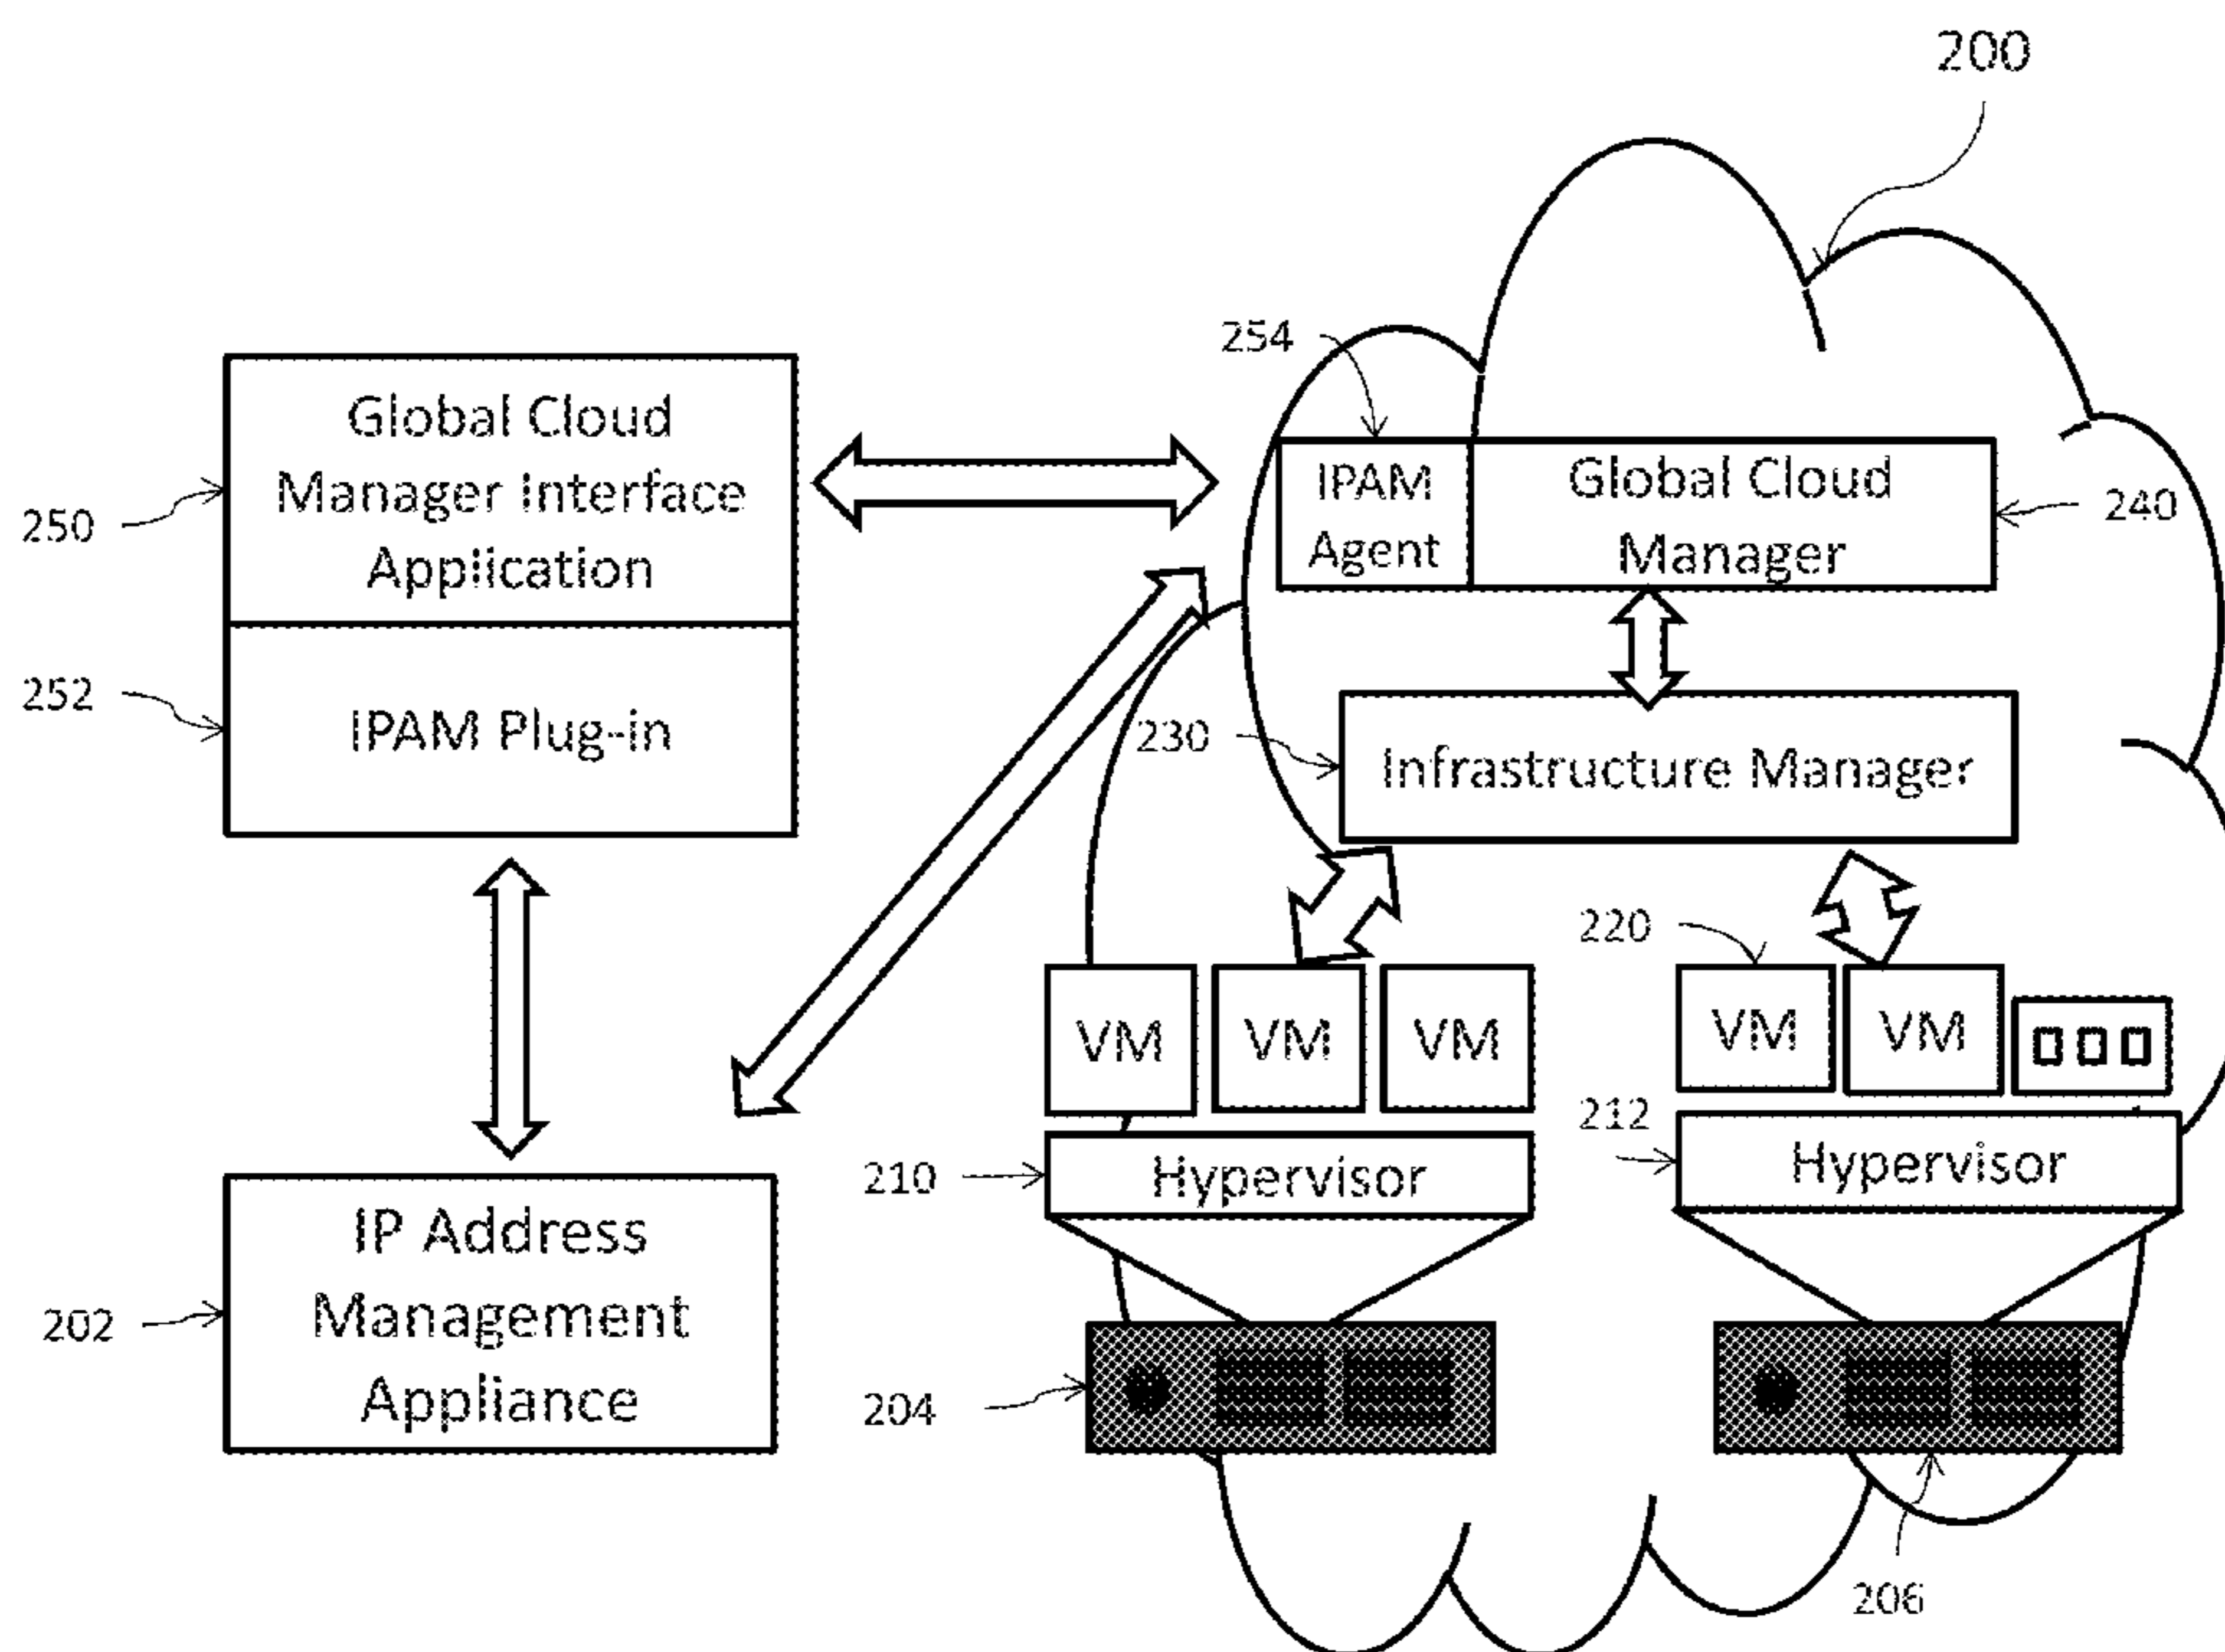 200
254
Global Cloud
Manager Interface
Application
250
IPAM
Agent
Global Cloud
Manager
240
252
IPAM Plug-in
230
Infrastructure Manager
220
VM
VM
VM
VM
VM
212
210
Hypervisor
Hypervisor
IP Address
Management
Appliance
202
204
206